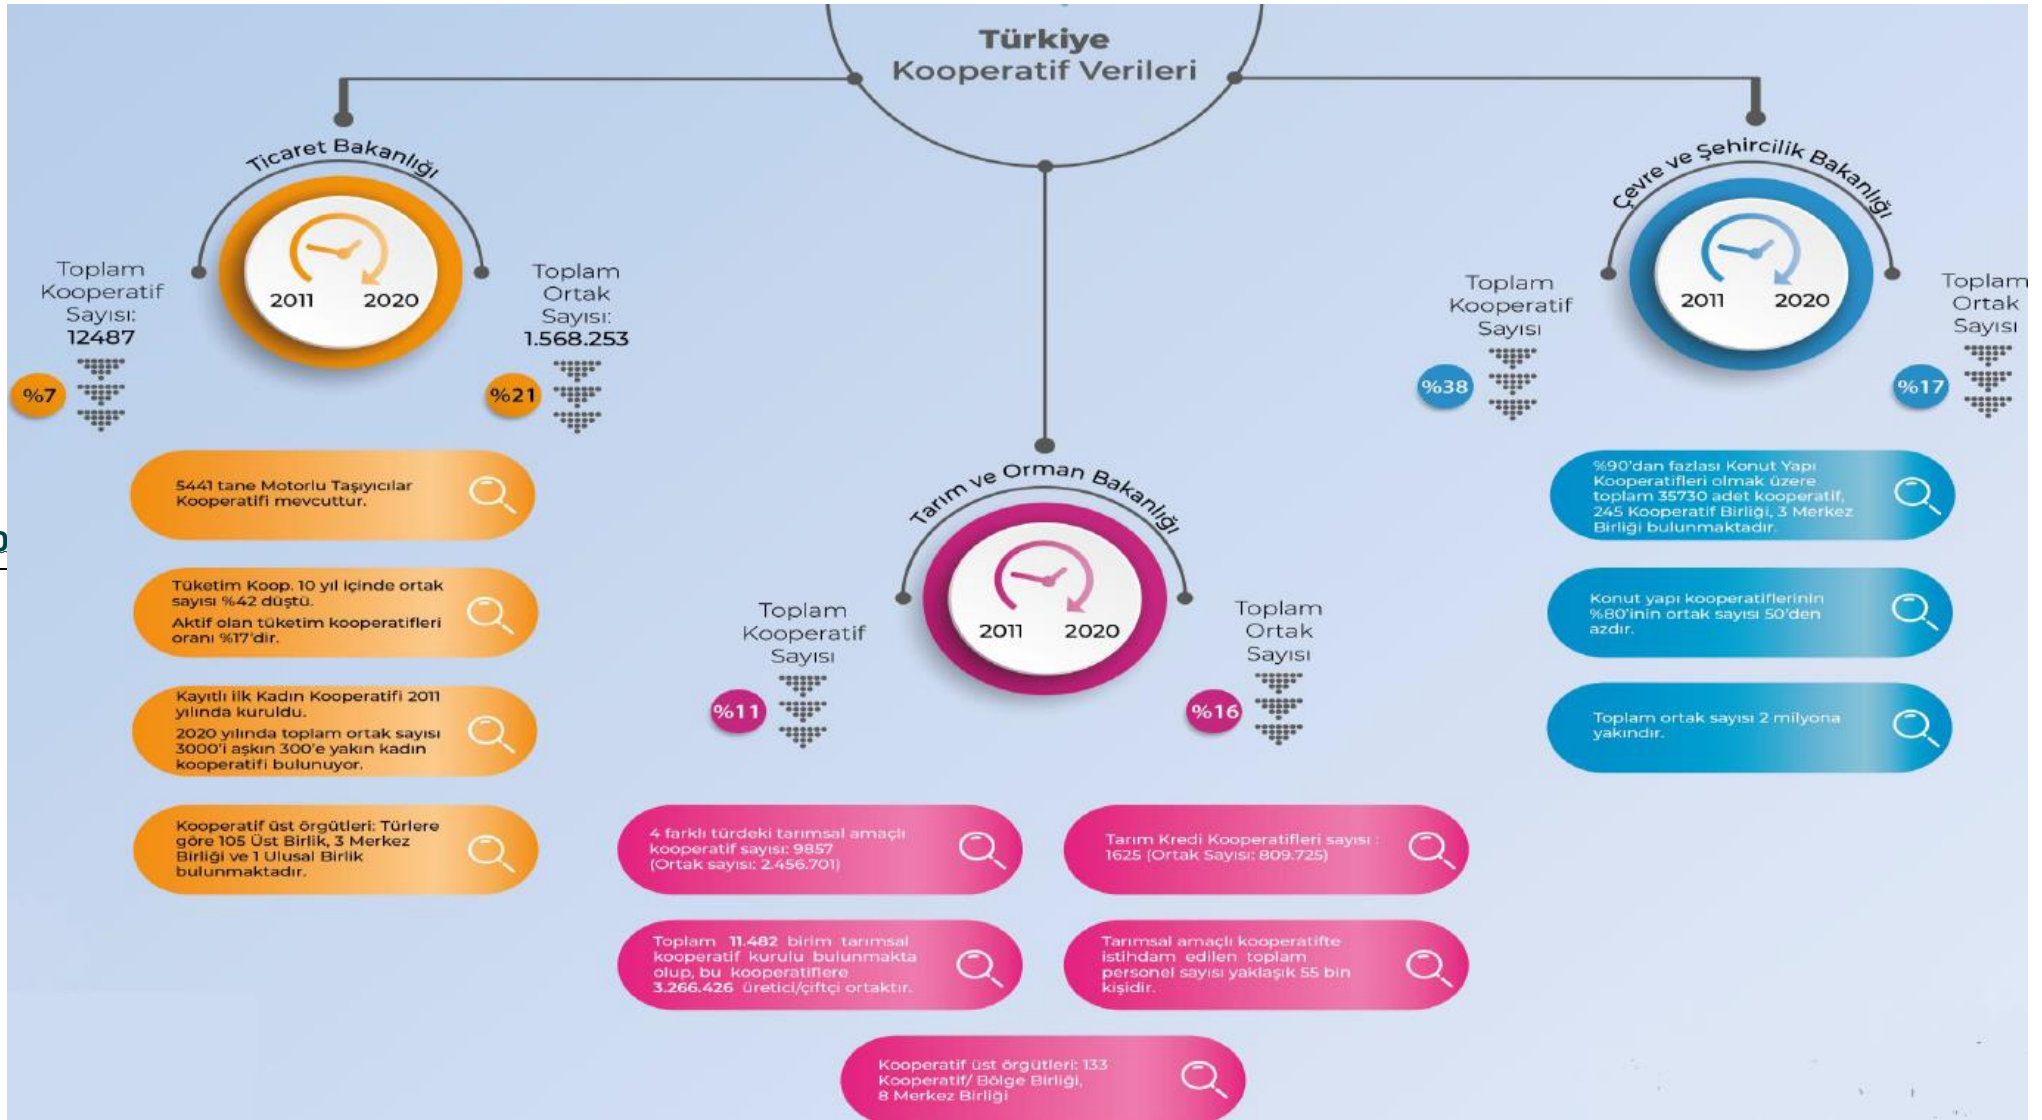 Türkiye
Kooperatif Verileri
Ticaret Bakanlığı
2011 2020
Toplam
Kooperatif
Sayısı:
12487
%7
Toplam
Ortak
Sayısı:
1.568.253
%21
5441 tane Motorlu Taşıyıcılar
Kooperatifi mevcuttur.
Tüketim Koop. 10 yıl içinde ortak
sayısı %42 düştü.
Aktif olan tüketim kooperatifleri
oranı %17'dir.
Kayıtlı ilk Kadın Kooperatifi 2011
yılında kuruldu.
2020 yılında toplam ortak sayısı
3000'i aşkın 300'e yakın kadın
kooperatifi bulunuyor.
Kooperatif üst örgütleri: Türlere
göre 105 Üst Birlik, 3 Merkez
Birliği ve 1 Ulusal Birlik
bulunmaktadır.
Tarım ve Orman Bakanlığı
2011 2020
Toplam
Kooperatif
Sayısı
%11
Toplam
Ortak
Sayısı
%16
4 farklı türdeki tarımsal amaçlı
kooperatif sayısı: 9857
(Ortak sayısı: 2.456.701)
Tarım Kredi Kooperatifleri sayısı :
1625 (Ortak Sayısı: 809.725)
Toplam 11.482 birim tarımsal
kooperatif kurulu bulunmakta
olup, bu kooperatiflere
3.266.426 üretici/çiftçi ortaktır.
Tarımsal amaçlı kooperatifte
istihdam edilen toplam
personel sayısı yaklaşık 55 bin
kişidir.
Kooperatif üst örgütleri: 133
Kooperatif/ Bölge Birliği,
8 Merkez Birliği
Çevre ve Şehircilik Bakanlığı
2011 2020
Toplam
Kooperatif
Sayısı
%38
Toplam
Ortak
Sayısı
%17
%90'dan fazlası Konut Yapı
Kooperatifleri olmak üzere
toplam 35730 adet kooperatif,
245 Kooperatif Birliği, 3 Merkez
Birliği bulunmaktadır.
Konut yapı kooperatiflerinin
%80'inin ortak sayısı 50'den
azdır.
Toplam ortak sayısı 2 milyona
yakındır.